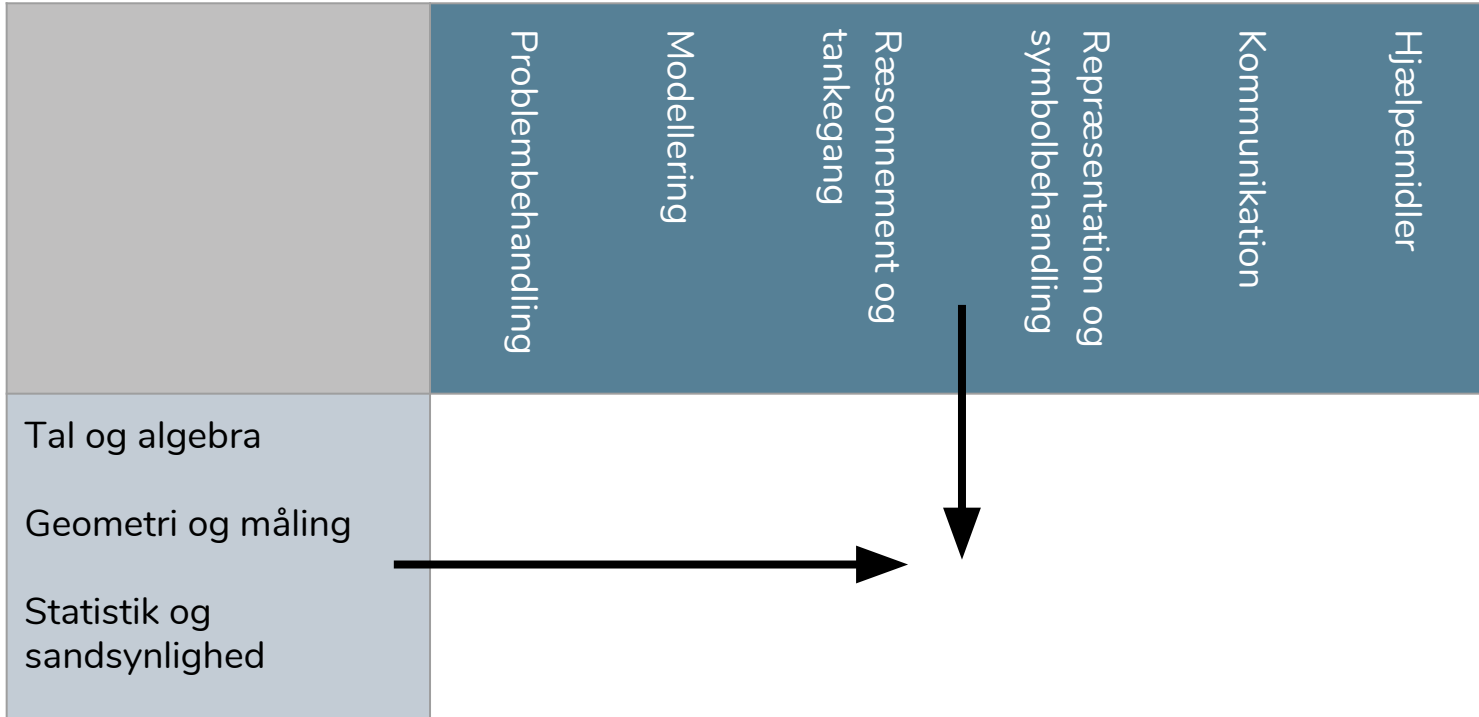 Problembehandling
Modellering
Ræsonnement og
tankegang
Repræsentation og
symbolbehandling
Kommunikation
Hjælpemidler
Tal og algebra
Geometri og måling
Statistik og
sandsynlighed